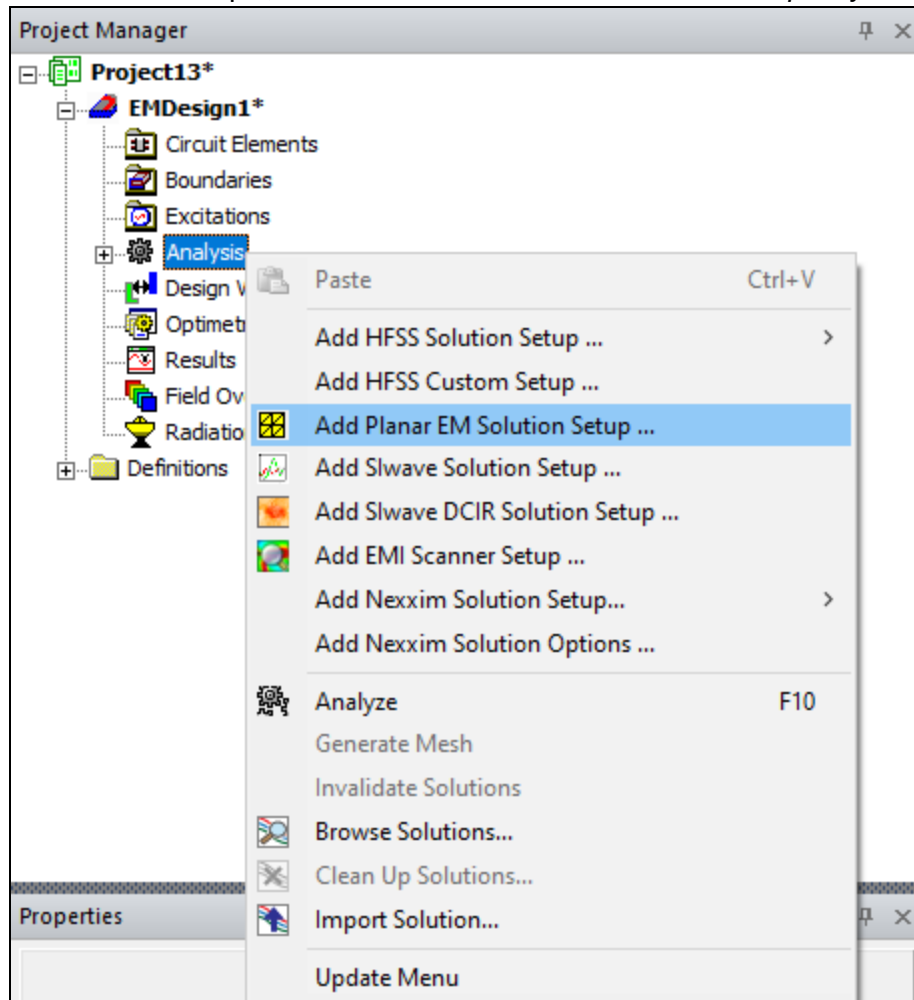 Project Manager
Project13*
EMDesign1*
Circuit Elements
Boundaries
Excitations
Analysis
Paste Ctrl+V
Design V
Optimet
Add HFSS Solution Setup ... >
Results
Add HFSS Custom Setup ...
Field Ov
Add Planar EM Solution Setup ...
Radiatio
Definitions
Add SIwave Solution Setup ...
Add SIwave DCIR Solution Setup ...
Add EMI Scanner Setup ...
Add Nexxim Solution Setup... >
Add Nexxim Solution Options ...
Analyze F10
Generate Mesh
Invalidate Solutions
Browse Solutions...
Clean Up Solutions...
Properties
Import Solution...
Update Menu